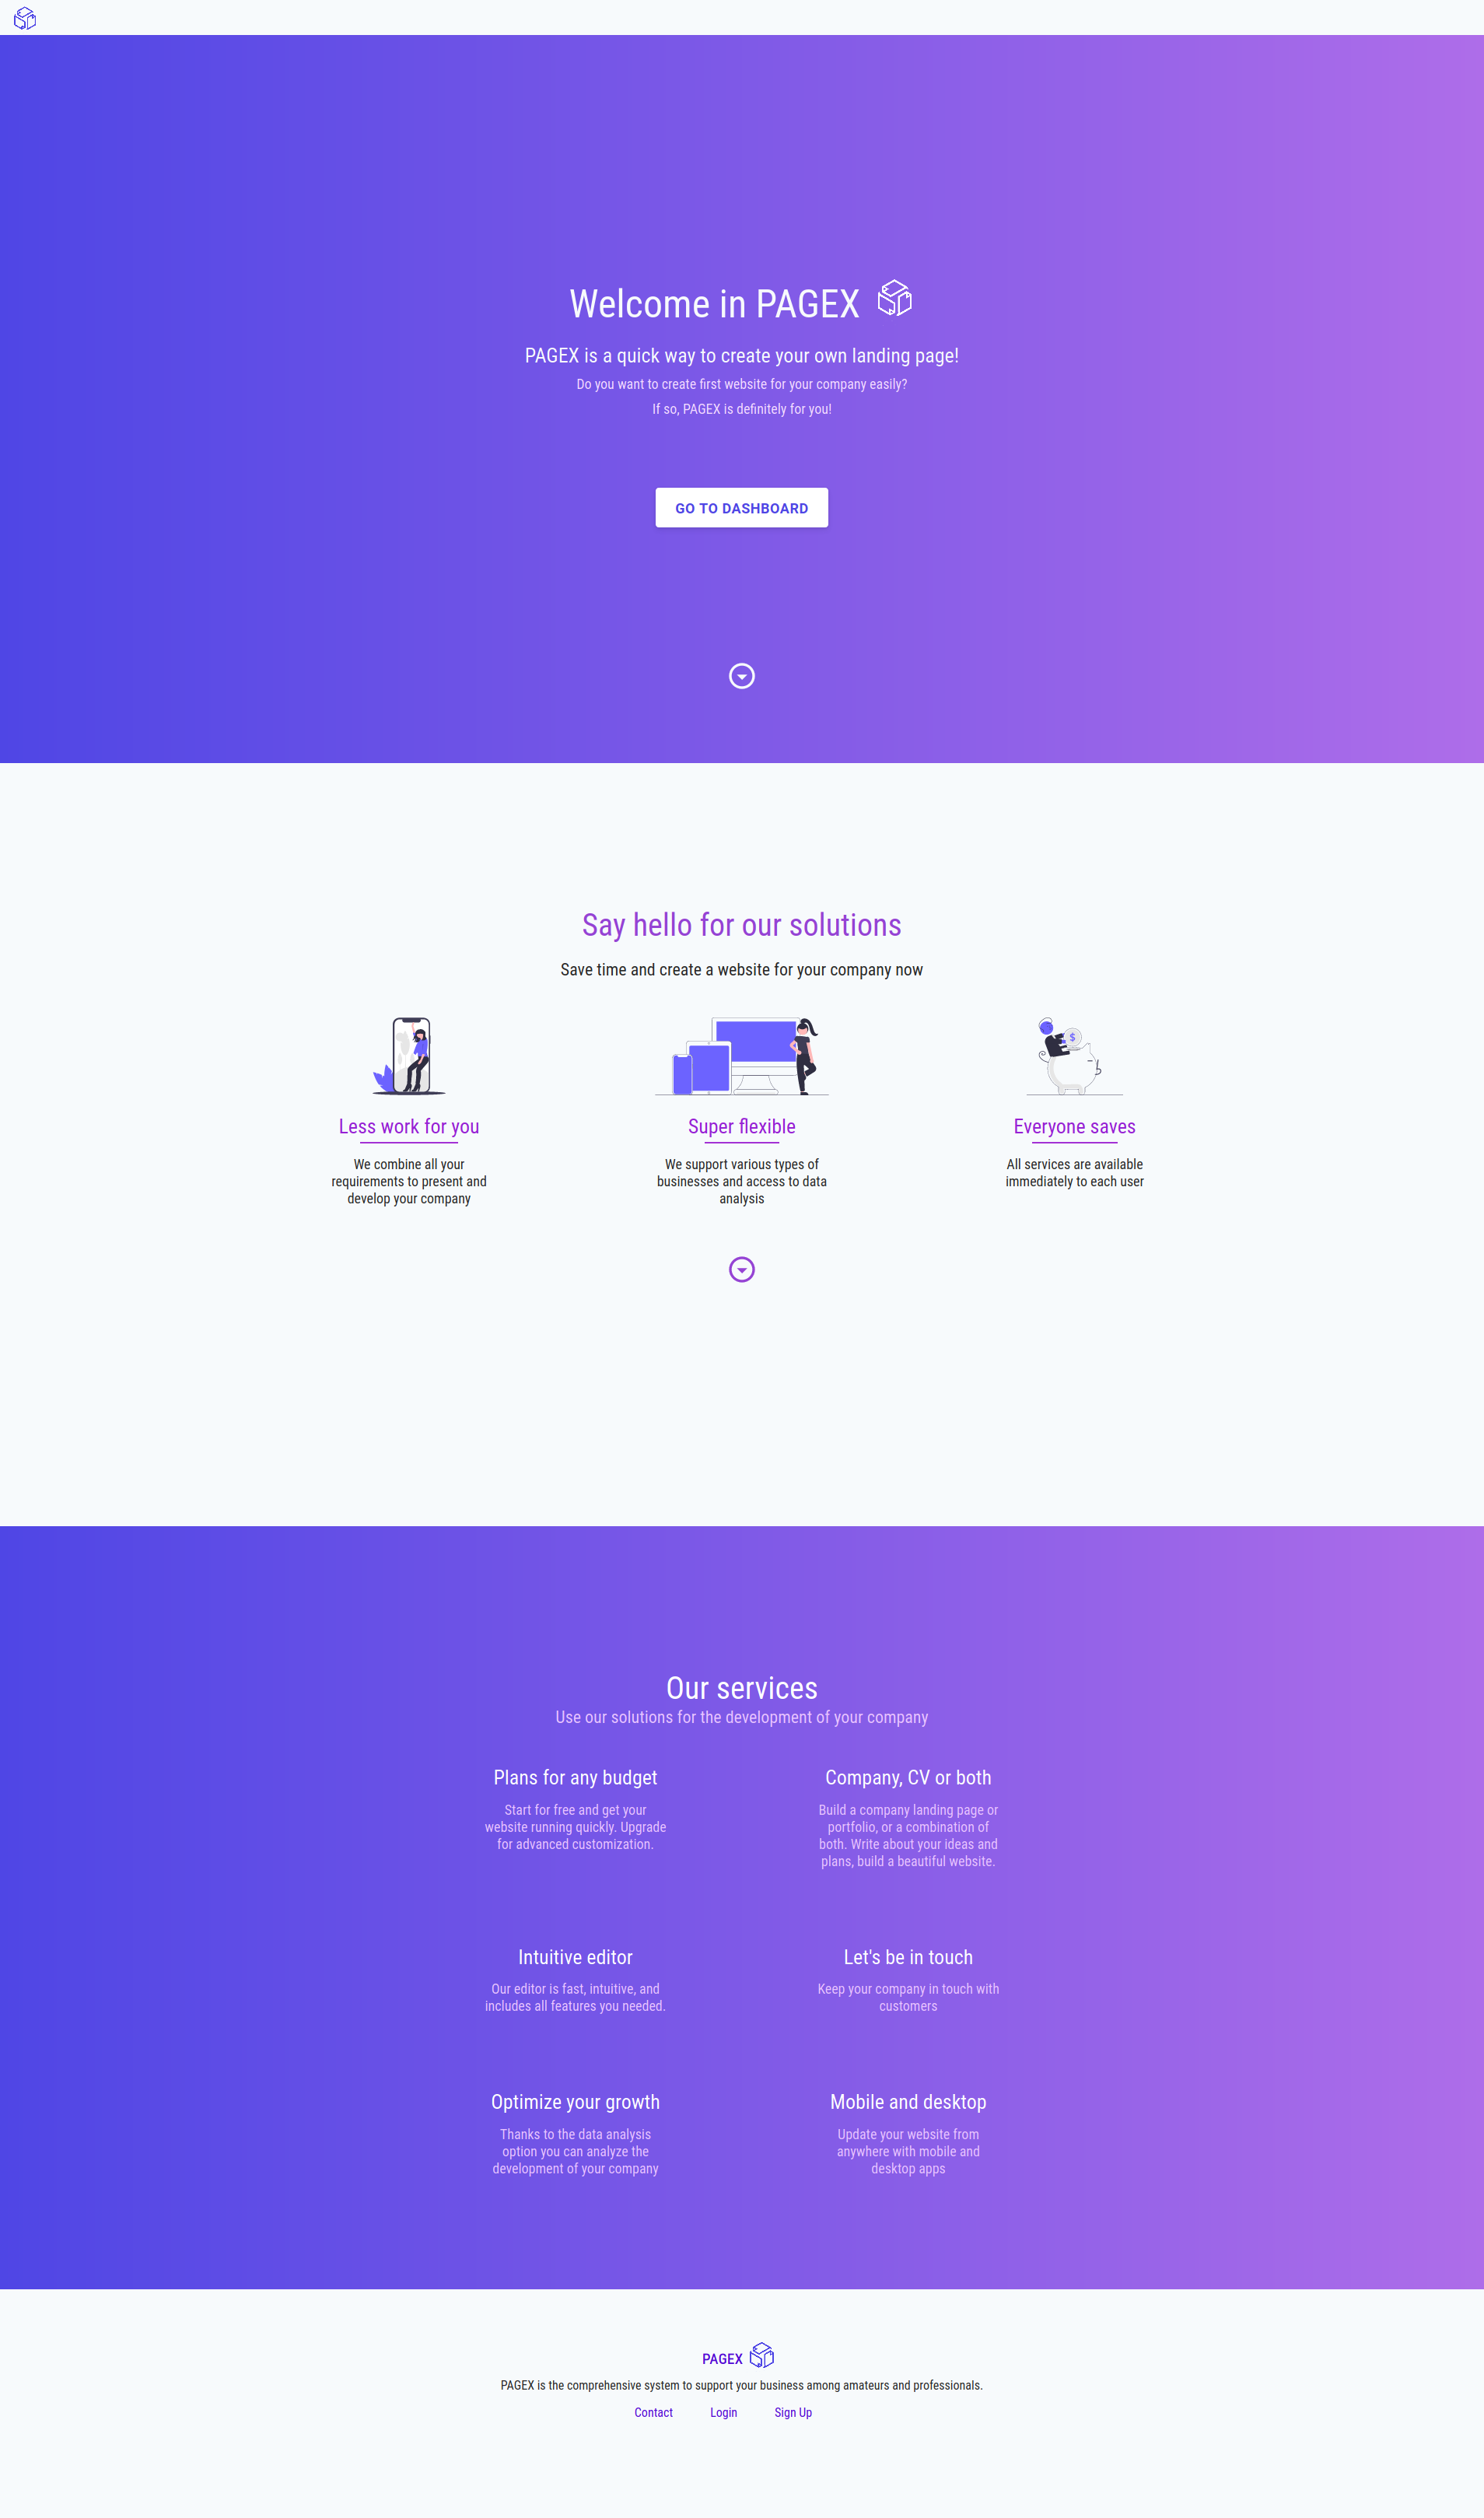 Welcome in PAGEX
PAGEX is a quick way to create your own landing page!
Do you want to create first website for your company easily?
If so, PAGEX is definitely for you!
GO TO DASHBOARD
Say hello for our solutions
Save time and create a website for your company now
$
Less work for you
We combine all your
requirements to present and
develop your company
Super flexible
We support various types of
businesses and access to data
analysis
Everyone saves
All services are available
immediately to each user
Our services
Use our solutions for the development of your company
Plans for any budget
Start for free and get your
website running quickly. Upgrade
for advanced customization.
Company, CV or both
Build a company landing page or
portfolio, or a combination of
both. Write about your ideas and
plans, build a beautiful website.
Intuitive editor
Our editor is fast, intuitive, and
includes all features you needed.
Let's be in touch
Keep your company in touch with
customers
Optimize your growth
Thanks to the data analysis
option you can analyze the
development of your company
Mobile and desktop
Update your website from
anywhere with mobile and
desktop apps
PAGEX
PAGEX is the comprehensive system to support your business among amateurs and professionals.
Contact Login Sign Up